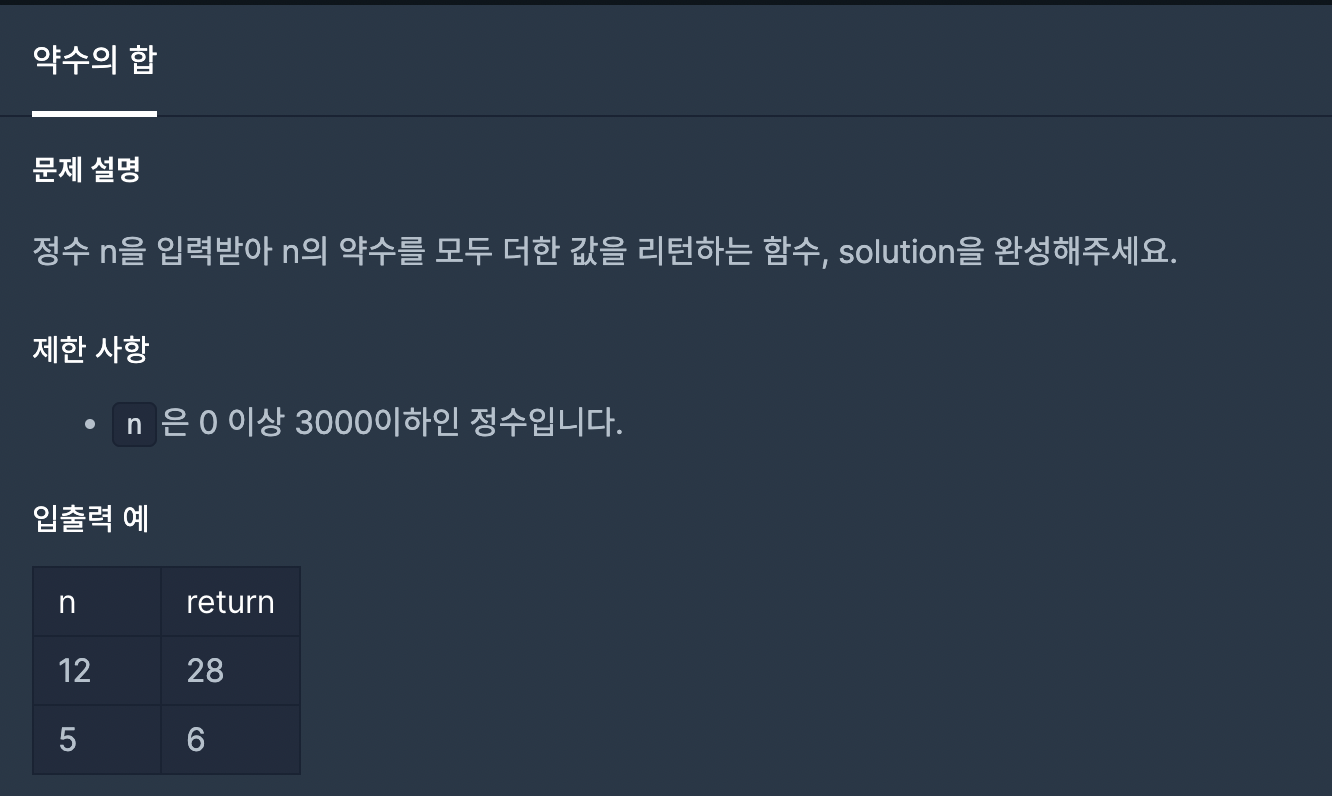 약수의 합
문제 설명
정수 n을 입력받아 n의 약수를 모두 더한 값을 리턴하는 함수, solution을 완성해주세요.
제한 사항
• n은 0 이상 3000이하인 정수입니다.
입출력 예
n return
12 28
5 6